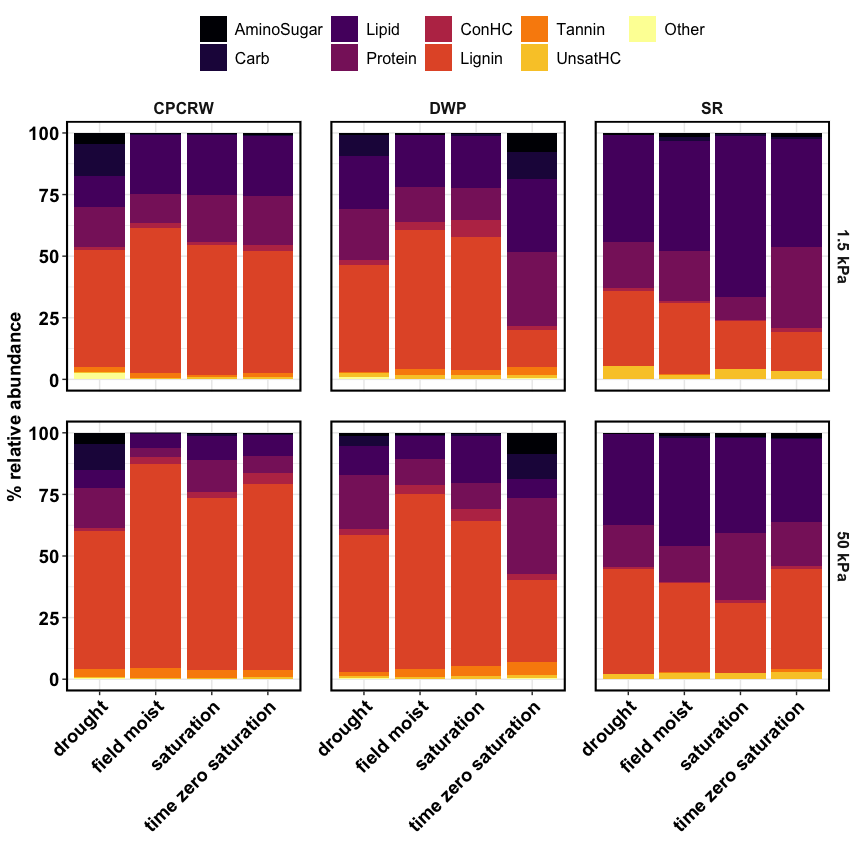 AminoSugar Lipid ConHC Tannin Other
Carb Protein Lignin UnsatHC
CPCRW DWP SR
% relative abundance
100
75
50
25
0
1.5 kPa
100
75
50
25
0
50 kPa
drought field moist saturation time zero saturation drought field moist saturation time zero saturation drought field moist saturation time zero saturation